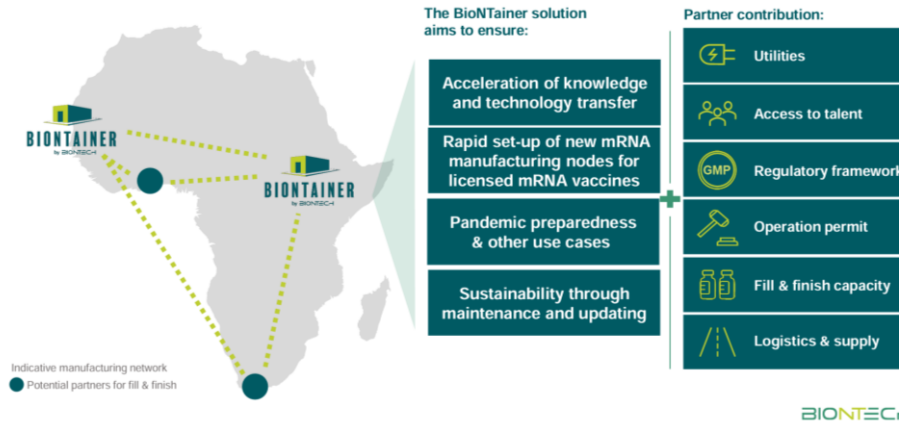 The BioNTainer solution
aims to ensure:
Acceleration of knowledge
and technology transfer
Rapid set-up of new mRNA
manufacturing nodes for
licensed mRNA vaccines
Pandemic preparedness
& other use cases
Sustainability through
maintenance and updating
Partner contribution:
Utilities
Access to talent
GMP
Regulatory framework
Operation permit
Fill & finish capacity
Logistics & supply
BIONTAINER
by BIONTECH
BIONTAINER
by BIONTECH
Indicative manufacturing network
Potential partners for fill & finish
BIONTECH